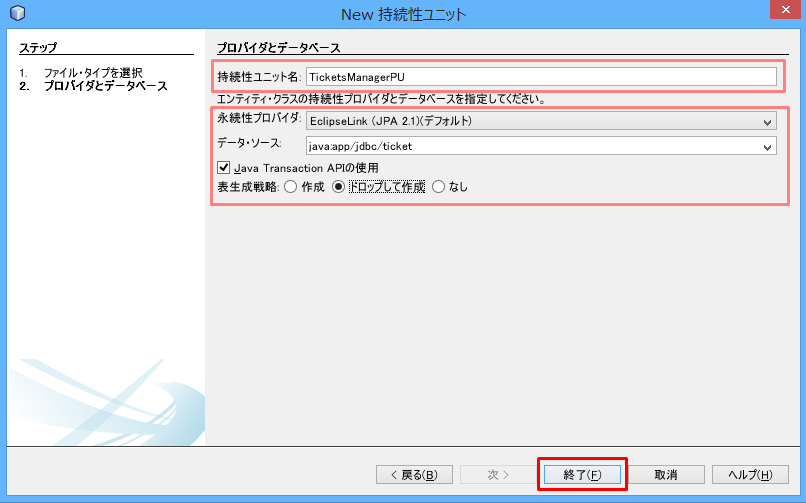 New 持続性ユニット
ステップ
1. ファイル・タイプを選択
2. プロバイダとデータベース
プロバイダとデータベース
持続性ユニット名: TicketsManagerPU
エンティティ・クラスの持続性プロバイダとデータベースを指定してください。
永続性プロバイダ: EclipseLink (JPA 2.1)(デフォルト)
データ・ソース: java:app/jdbc/ticket
Java Transaction APIの使用
表生成戦略: 作成 ドロップして作成 なし
< 戻る(B) 次 > 終了(F) 取消 ヘルプ(H)